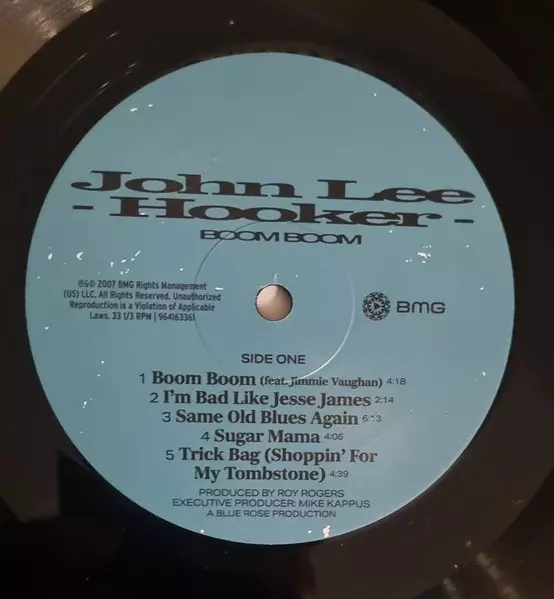 John Lee
- Hooker -
BOOM BOOM
℗© 2007 BMG Rights Management
(US) LLC. All Rights Reserved. Unauthorized
Reproduction is a Violation of Applicable
Laws. 33 1/3 RPM | 964163361
BMG
SIDE ONE
1 Boom Boom (feat. Jimmie Vaughan) 4:18
2 I'm Bad Like Jesse James 2:14
3 Same Old Blues Again 6:13
4 Sugar Mama 4:06
5 Trick Bag (Shoppin' For
My Tombstone) 4:39
PRODUCED BY ROY ROGERS
EXECUTIVE PRODUCER: MIKE KAPPUS
A BLUE ROSE PRODUCTION